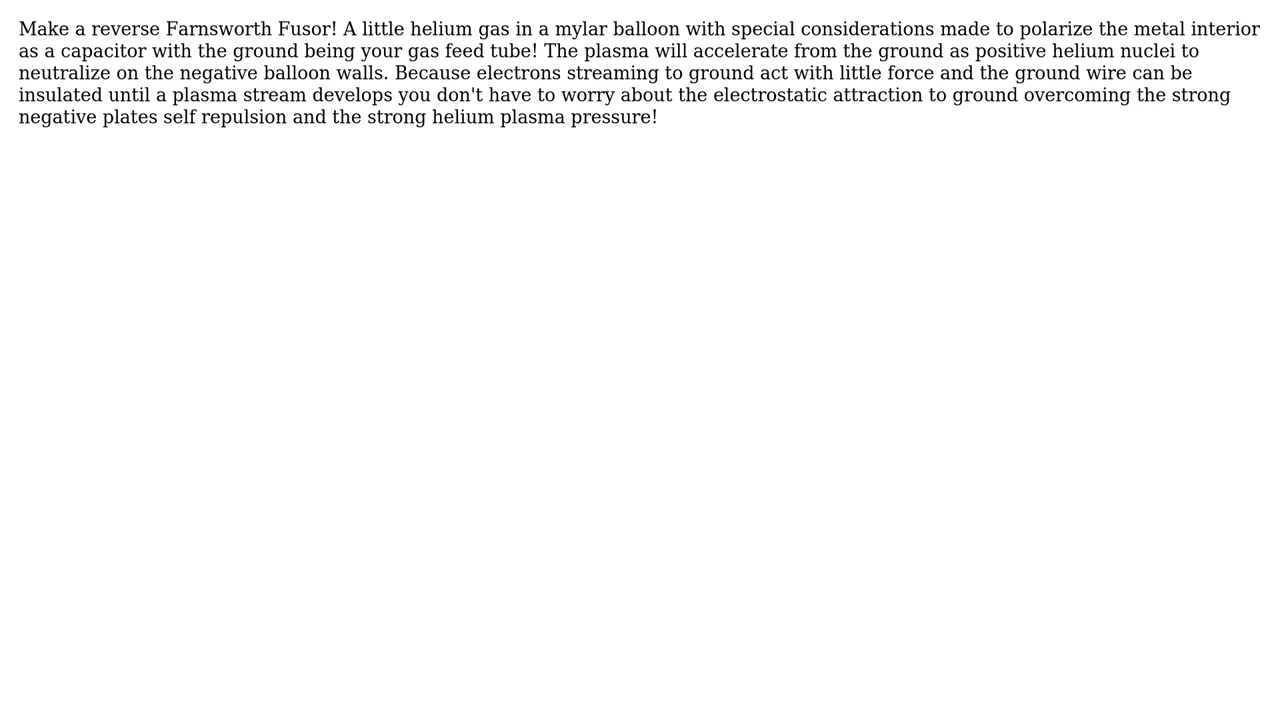 Make a reverse Farnsworth Fusor! A little helium gas in a mylar balloon with special considerations made to polarize the metal interior
as a capacitor with the ground being your gas feed tube! The plasma will accelerate from the ground as positive helium nuclei to
neutralize on the negative balloon walls. Because electrons streaming to ground act with little force and the ground wire can be
insulated until a plasma stream develops you don't have to worry about the electrostatic attraction to ground overcoming the strong
negative plates self repulsion and the strong helium plasma pressure!